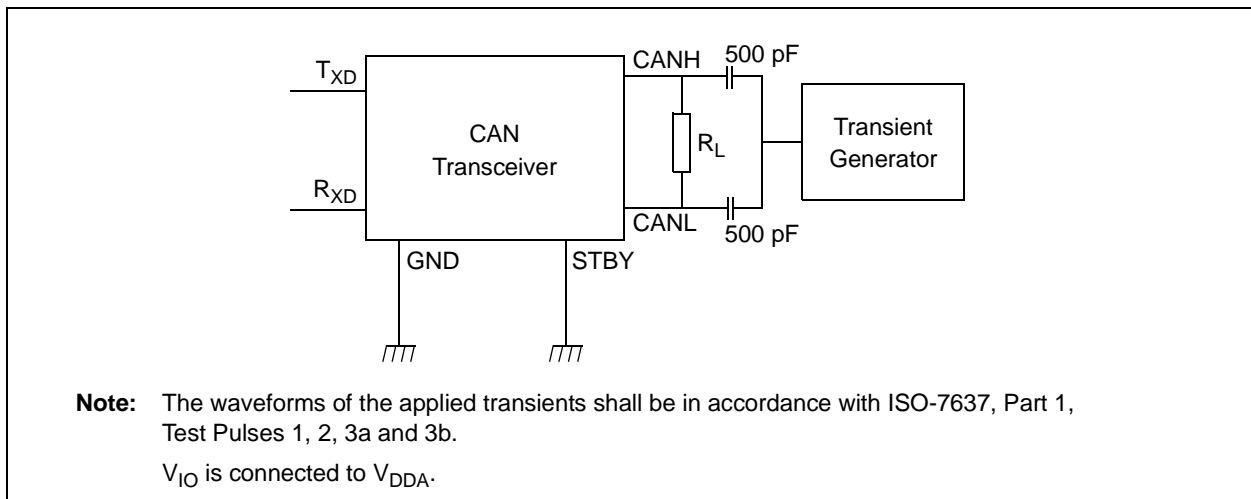 CANH
500 pF
TXD
CAN
Transceiver
RL
Transient
Generator
RXD
CANL
500 pF
GND
STBY
Note: The waveforms of the applied transients shall be in accordance with ISO-7637, Part 1,
Test Pulses 1, 2, 3a and 3b.
VIO is connected to VDDA.